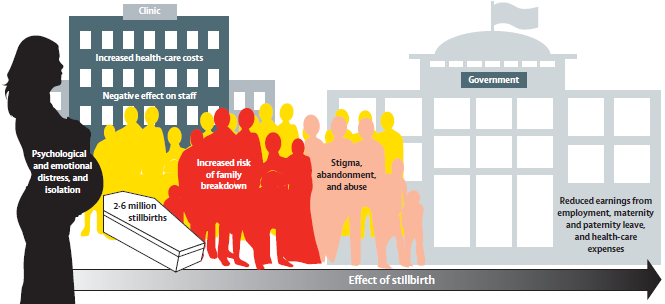 Clinic
Increased health-care costs
Negative effect on staff
Government
Psychological
and emotional
distress, and
isolation
2·6 million
stillbirths
Increased risk
of family
breakdown
Stigma,
abandonment,
and abuse
Reduced earnings from
employment, maternity
and paternity leave,
and health-care
expenses
Effect of stillbirth